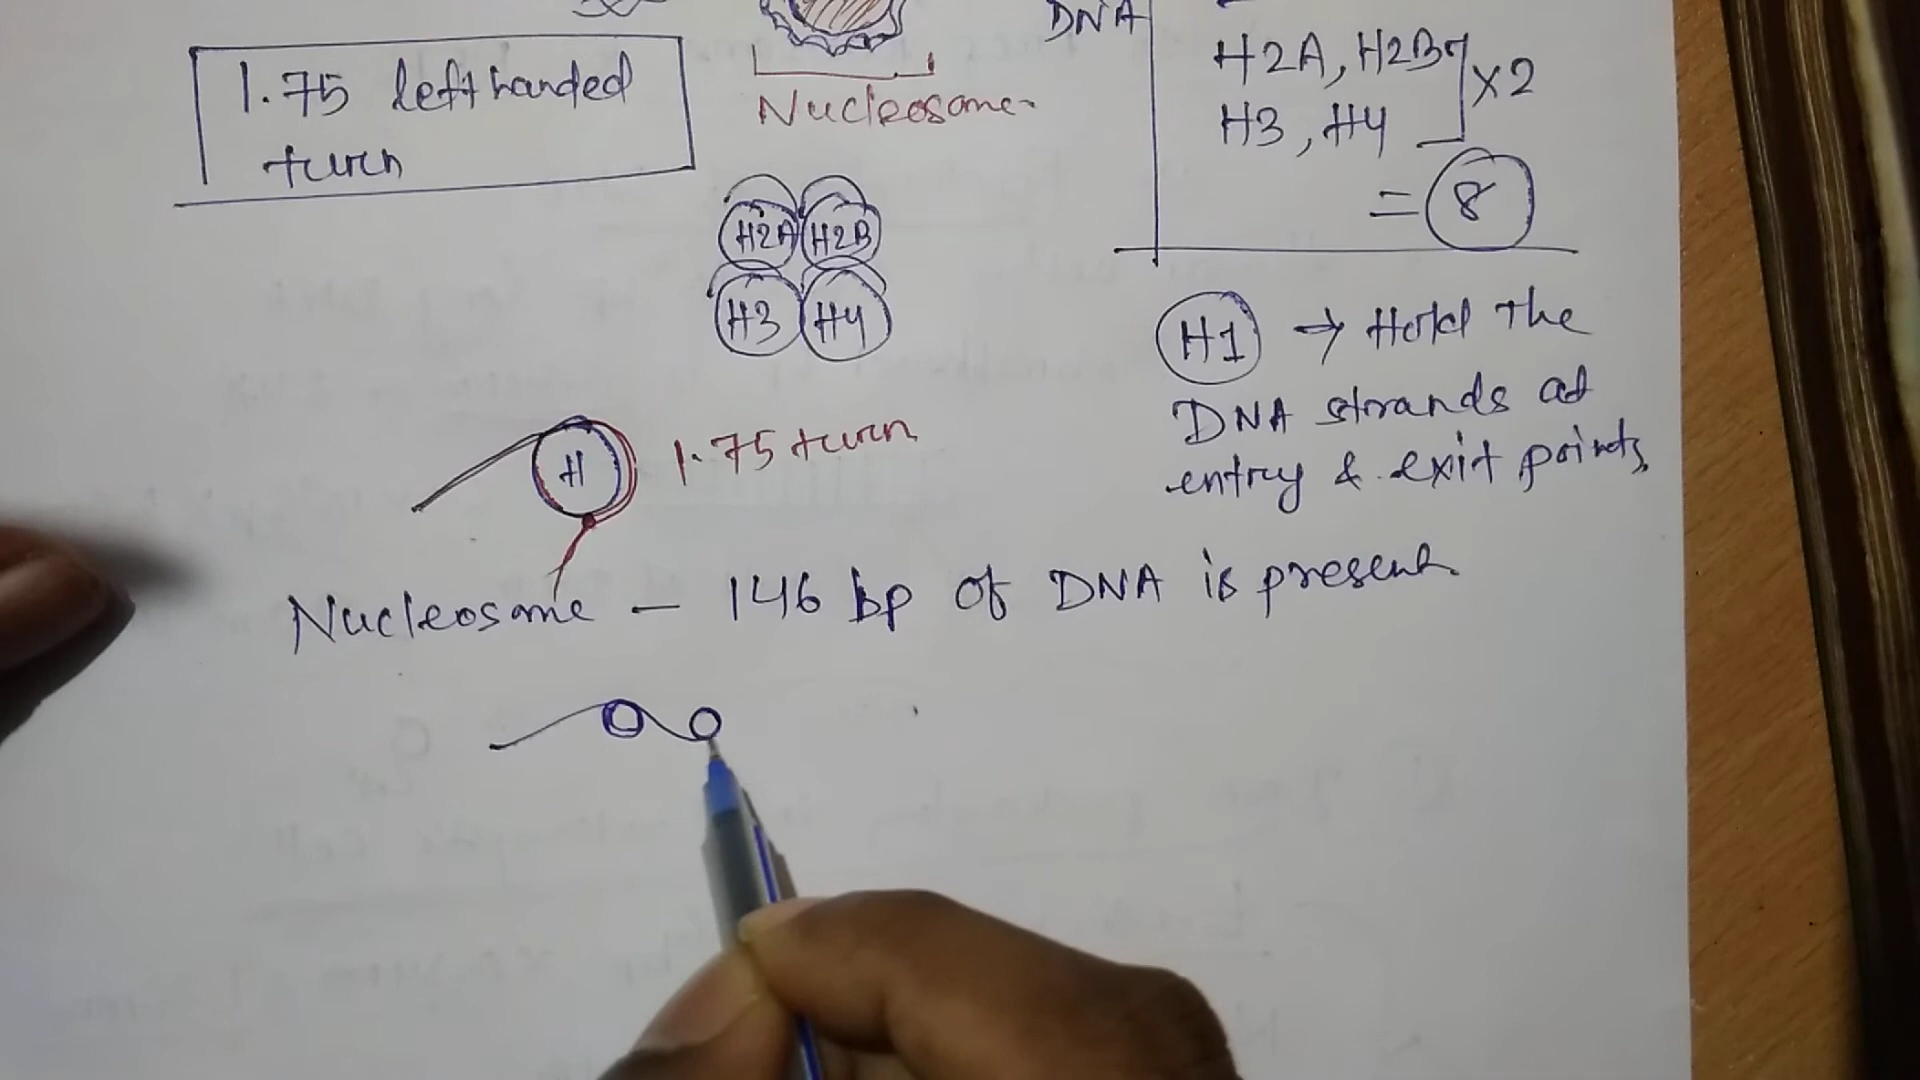 1.75 left handed
turn
Nucleosome
DNA
H2A, H2B
H3, H4
x2
= 8
H2A H2B
H3 H4
H1 → Hold the
DNA strands at
entry & exit points,
H
1.75 turn
Nucleosome - 146 bp of DNA is present.